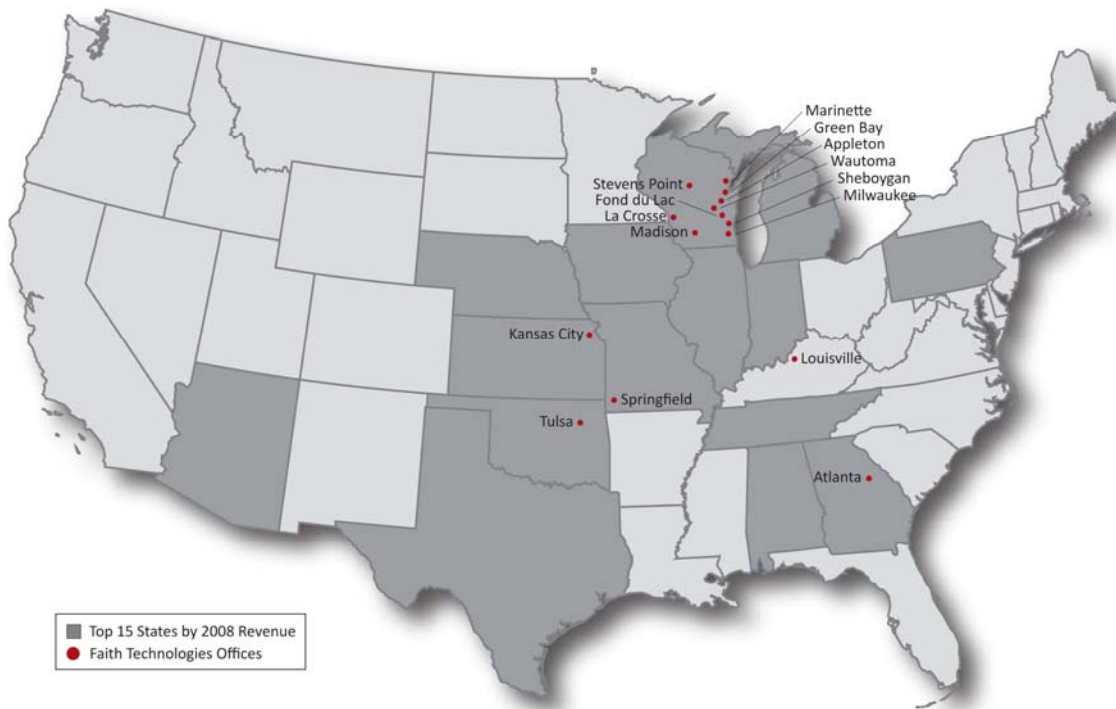 Marinette
Green Bay
Appleton
Wautoma
Sheboygan
Milwaukee
Stevens Point
Fond du Lac
La Crosse
Madison
Kansas City
Louisville
Springfield
Tulsa
Atlanta
Top 15 States by 2008 Revenue
Faith Technologies Offices